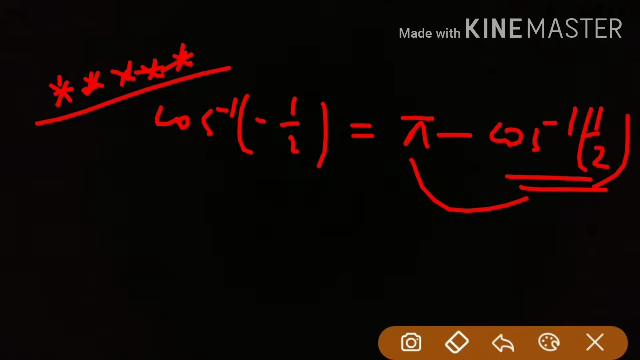 Made with KINEMASTER
*****
cos⁻¹(-1/2) = π - cos⁻¹(1/2)